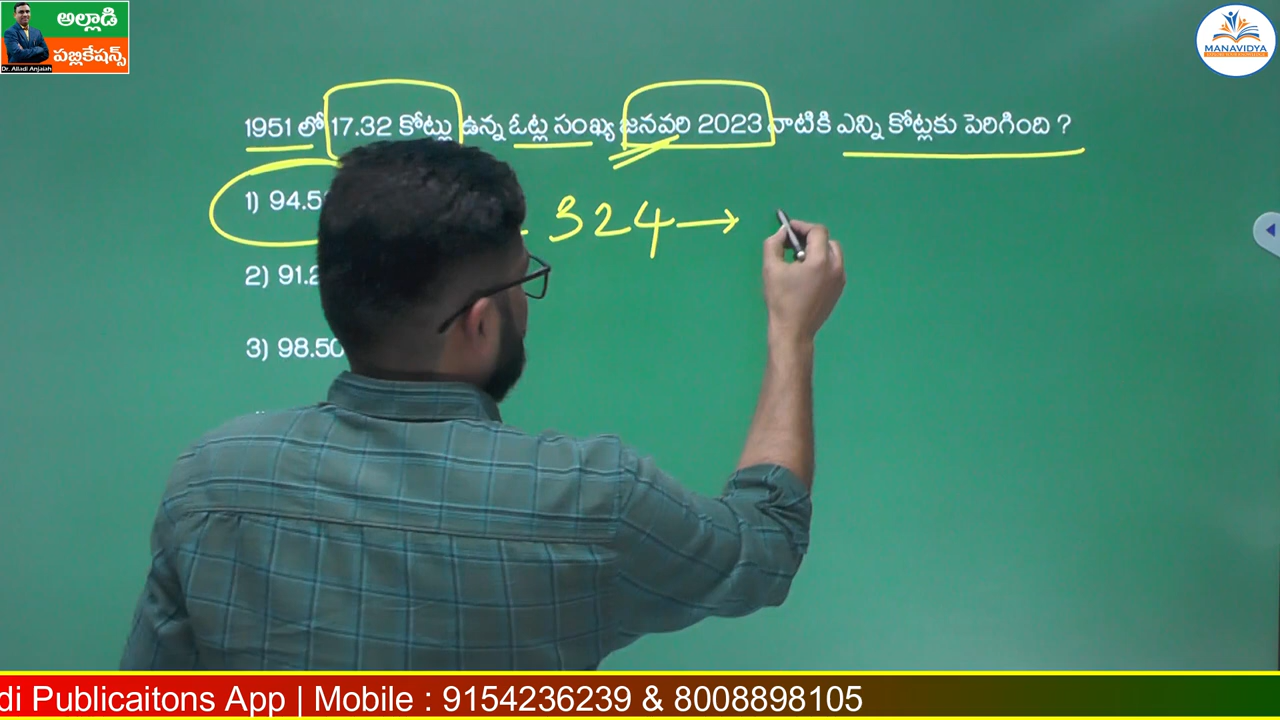 అల్లాడి
పబ్లికేషన్స్
Dr. Alladi Anjaiah
MANAVIDYA
1951 లో 17.32 కోట్లు ఉన్న ఓట్ల సంఖ్య జనవరి 2023 నాటికి ఎన్ని కోట్లకు పెరిగింది ?
1) 94.5
324 →
2) 91.2
3) 98.50
di Publicaitons App | Mobile : 9154236239 & 8008898105